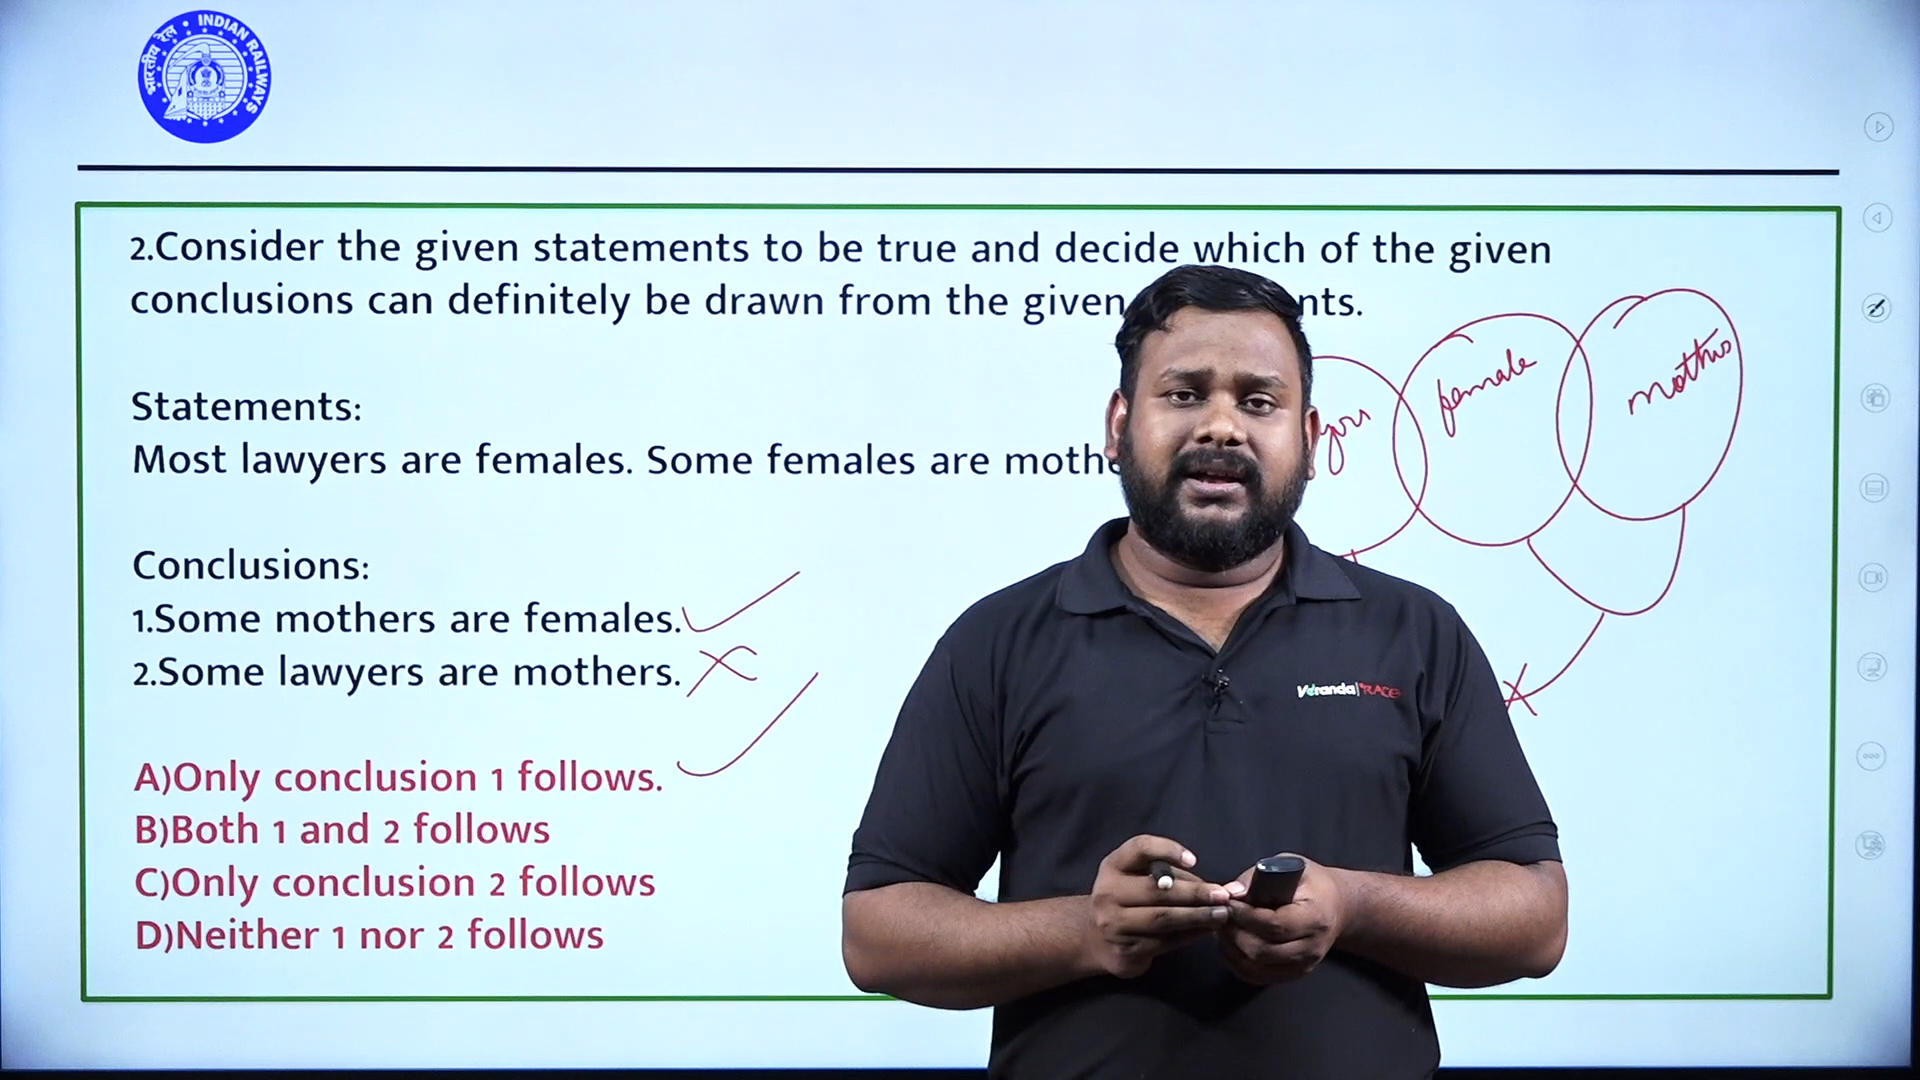 भारतीय रेल INDIAN RAILWAYS
2.Consider the given statements to be true and decide which of the given
conclusions can definitely be drawn from the given
Statements:
Most lawyers are females. Some females are
female
mothers
Conclusions:
1.Some mothers are females.
2.Some lawyers are mothers.
A)Only conclusion 1 follows.
B)Both 1 and 2 follows
C)Only conclusion 2 follows
D)Neither 1 nor 2 follows
Veranda RACE